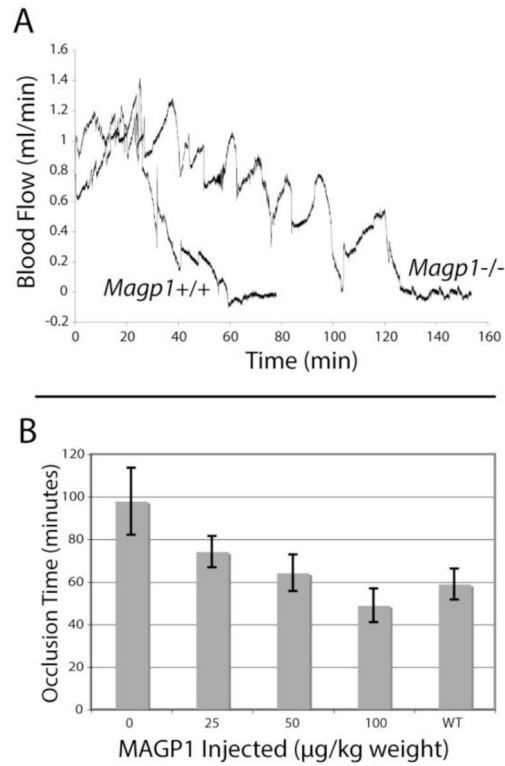 A
Blood Flow (ml/min)
1.6
1.4
1.2
1
0.8
0.6
0.4
0.2
0
-0.2
Magp1+/+
Magp1-/-
0 20 40 60 80 100 120 140 160
Time (min)
B
Occlusion Time (minutes)
120
100
80
60
40
20
0
0 25 50 100 WT
MAGP1 Injected (µg/kg weight)